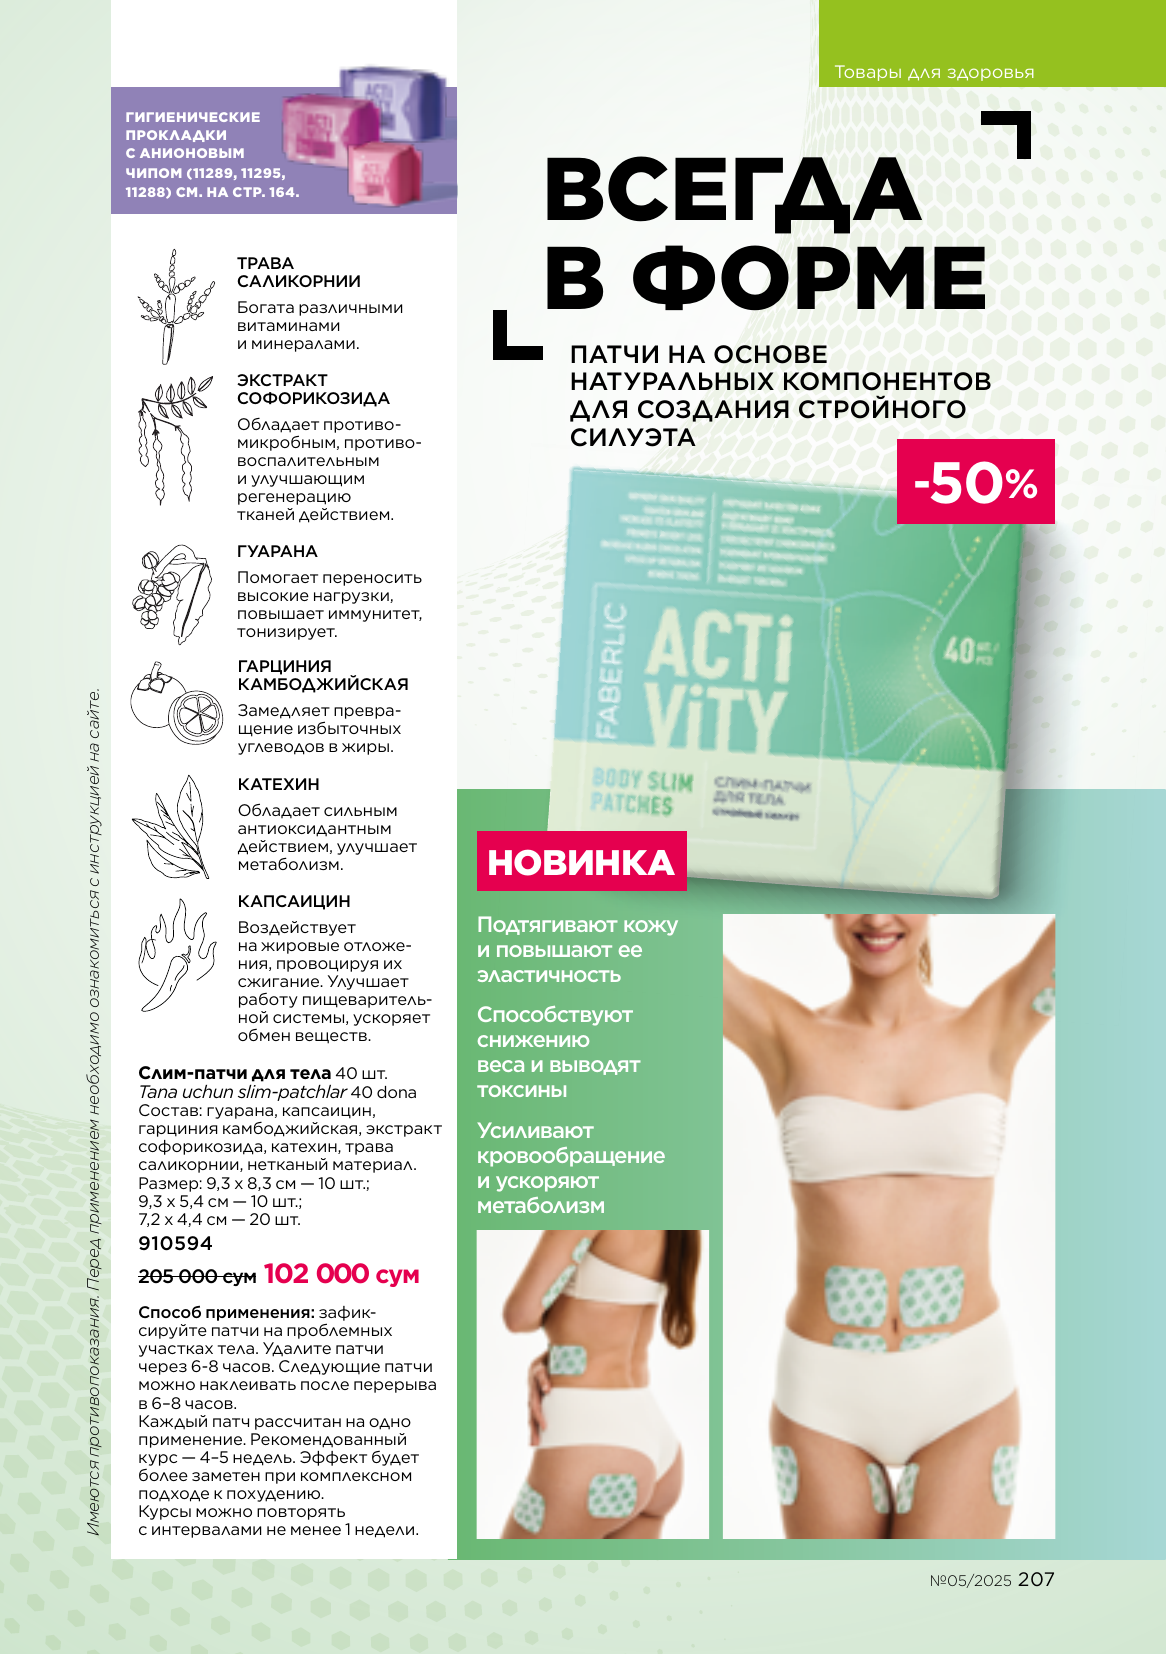 Товары для здоровья
ГИГИЕНИЧЕСКИЕ
ПРОКЛАДКИ
С АНИОНОВЫМ
ЧИПОМ (11289, 11295,
11288) СМ. НА СТР. 164.
ВСЕГДА
В ФОРМЕ
ПАТЧИ НА ОСНОВЕ
НАТУРАЛЬНЫХ КОМПОНЕНТОВ
ДЛЯ СОЗДАНИЯ СТРОЙНОГО
СИЛУЭТА
-50%
ТРАВА
САЛИКОРНИИ
Богата различными
витаминами
и минералами.
ЭКСТРАКТ
СОФОРИКОЗИДА
Обладает противо-
микробным, противо-
воспалительным
и улучшающим
регенерацию
тканей действием.
ГУАРАНА
Помогает переносить
высокие нагрузки,
повышает иммунитет,
тонизирует.
ГАРЦИНИЯ
КАМБОДЖИЙСКАЯ
Замедляет превра-
щение избыточных
углеводов в жиры.
КАТЕХИН
Обладает сильным
антиоксидантным
действием, улучшает
метаболизм.
КАПСАИЦИН
Воздействует
на жировые отложе-
ния, провоцируя их
сжигание. Улучшает
работу пищеваритель-
ной системы, ускоряет
обмен веществ.
Слим-патчи для тела 40 шт.
Tana uchun slim-patchlar 40 dona
Состав: гуарана, капсаицин,
гарциния камбоджийская, экстракт
софорикозида, катехин, трава
саликорнии, нетканый материал.
Размер: 9,3 х 8,3 см — 10 шт.;
9,3 х 5,4 см — 10 шт.;
7,2 х 4,4 см — 20 шт.
910594
205 000 сум 102 000 сум
Способ применения: зафик-
сируйте патчи на проблемных
участках тела. Удалите патчи
через 6-8 часов. Следующие патчи
можно наклеивать после перерыва
в 6–8 часов.
Каждый патч рассчитан на одно
применение. Рекомендованный
курс — 4–5 недель. Эффект будет
более заметен при комплексном
подходе к похудению.
Курсы можно повторять
с интервалами не менее 1 недели.
Имеются противопоказания. Перед применением необходимо ознакомиться с инструкцией на сайте.
FABERLIC
ACTi
ViTY
40 шт. /
PCS
BODY SLIM
PATCHES
СЛИМ-ПАТЧИ
ДЛЯ ТЕЛА
НОВИНКА
Подтягивают кожу
и повышают ее
эластичность
Способствуют
снижению
веса и выводят
токсины
Усиливают
кровообращение
и ускоряют
метаболизм
№05/2025 207